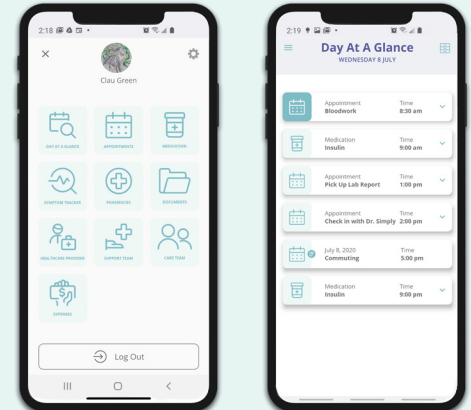 2:18
Clau Green
DAY AT A GLANCE
APPOINTMENTS
MEDICATION
SYMPTOM TRACKER
PHARMACIES
DOCUMENTS
HEALTHCARE PROVIDER
SUPPORT TEAM
CARE TEAM
EXPENSES
Log Out
2:19
Day At A Glance
WEDNESDAY 8 JULY
Appointment Time
Bloodwork 8:30 am
Medication Time
Insulin 9:00 am
Appointment Time
Pick Up Lab Report 1:00 pm
Appointment Time
Check in with Dr. Simply 2:00 pm
July 8, 2020 Time
Commuting 5:00 pm
Medication Time
Insulin 9:00 pm